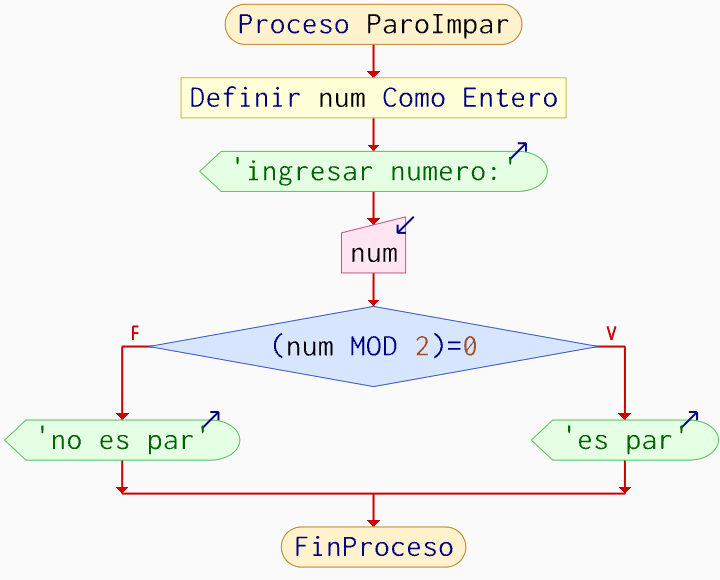 Proceso ParoImpar
Definir num Como Entero
'ingresar numero:'
num
F
V
(num MOD 2)=0
'no es par'
'es par'
FinProceso